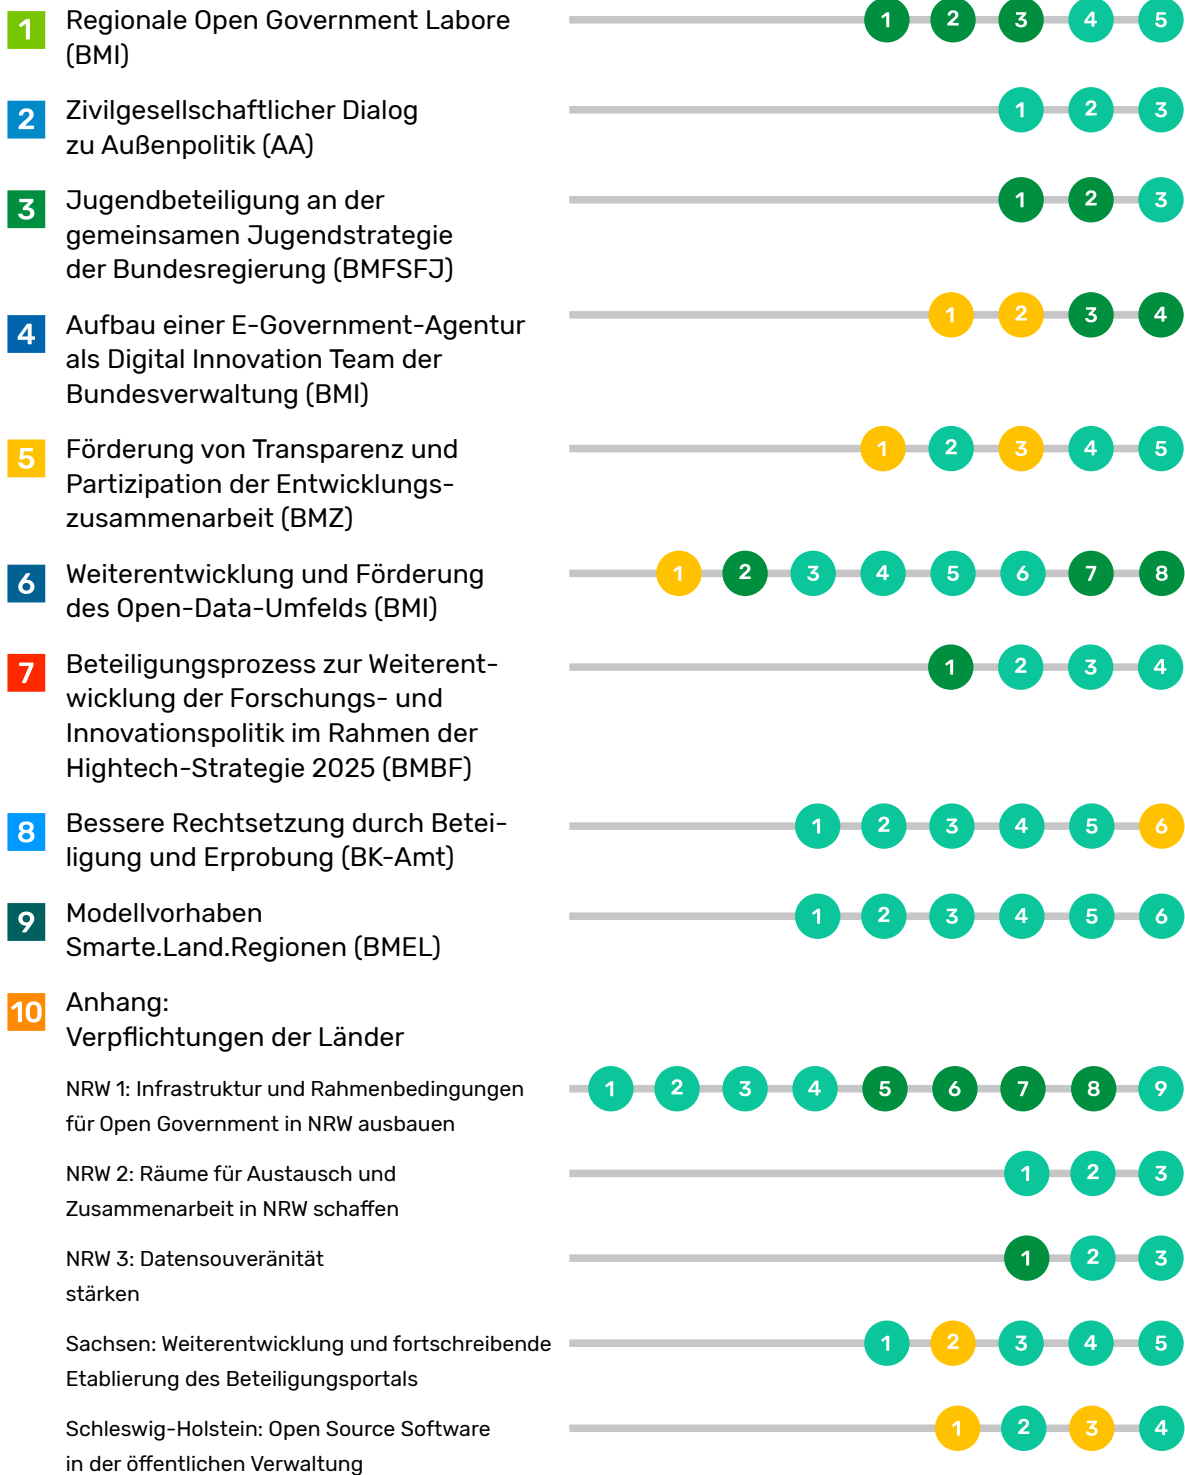 1 Regionale Open Government Labore 1 2 3 4 5
(BMI)
2 Zivilgesellschaftlicher Dialog 1 2 3
zu Außenpolitik (AA)
3 Jugendbeteiligung an der 1 2 3
gemeinsamen Jugendstrategie
der Bundesregierung (BMFSFJ)
4 Aufbau einer E-Government-Agentur 1 2 3 4
als Digital Innovation Team der
Bundesverwaltung (BMI)
5 Förderung von Transparenz und 1 2 3 4 5
Partizipation der Entwicklungs-
zusammenarbeit (BMZ)
6 Weiterentwicklung und Förderung 1 2 3 4 5 6 7 8
des Open-Data-Umfelds (BMI)
7 Beteiligungsprozess zur Weiterent- 1 2 3 4
wicklung der Forschungs- und
Innovationspolitik im Rahmen der
Hightech-Strategie 2025 (BMBF)
8 Bessere Rechtsetzung durch Betei- 1 2 3 4 5 6
ligung und Erprobung (BK-Amt)
9 Modellvorhaben 1 2 3 4 5 6
Smarte.Land.Regionen (BMEL)
10 Anhang:
Verpflichtungen der Länder
NRW 1: Infrastruktur und Rahmenbedingungen 1 2 3 4 5 6 7 8 9
für Open Government in NRW ausbauen
NRW 2: Räume für Austausch und 1 2 3
Zusammenarbeit in NRW schaffen
NRW 3: Datensouveränität 1 2 3
stärken
Sachsen: Weiterentwicklung und fortschreibende 1 2 3 4 5
Etablierung des Beteiligungsportals
Schleswig-Holstein: Open Source Software 1 2 3 4
in der öffentlichen Verwaltung